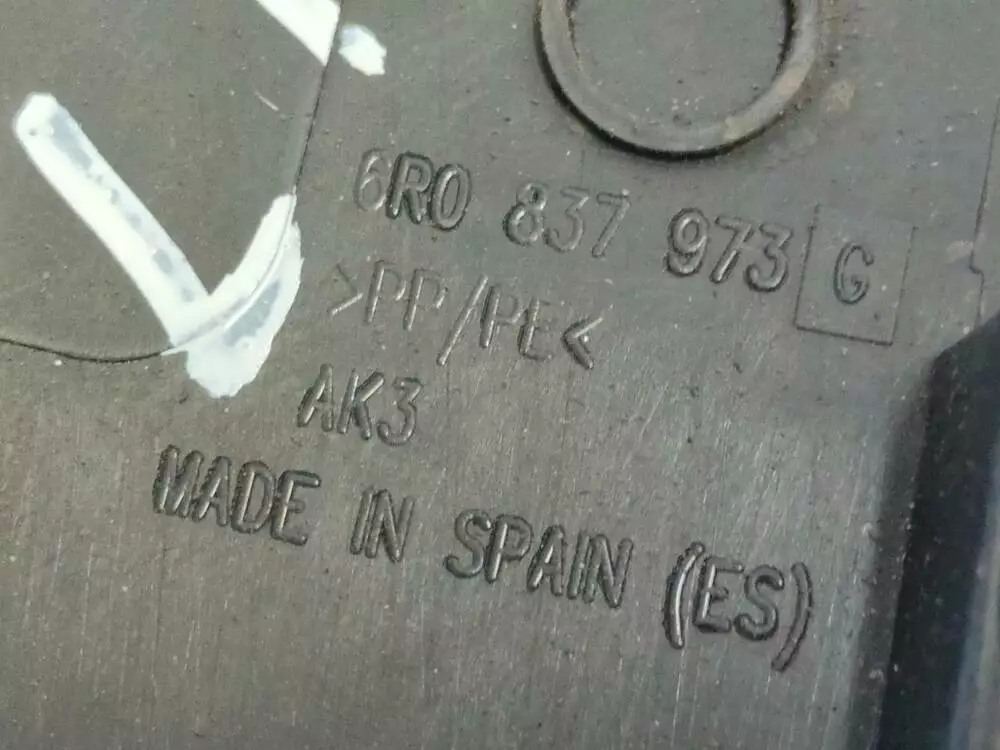 6R0 837 973 G
>PP/PE<
AK3
MADE IN SPAIN (ES)